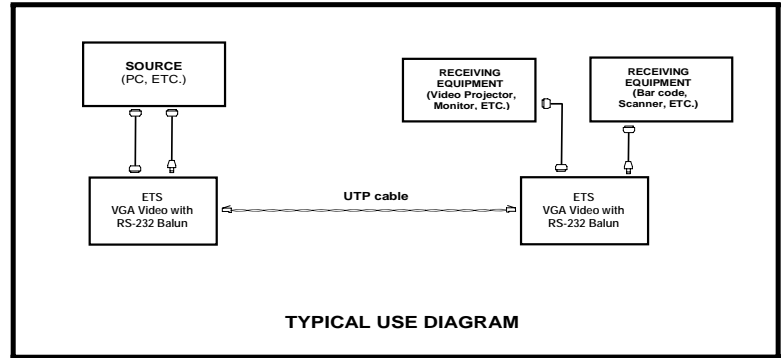 SOURCE
(PC, ETC.)
RECEIVING
EQUIPMENT
(Video Projector,
Monitor, ETC.)
RECEIVING
EQUIPMENT
(Bar code,
Scanner, ETC.)
ETS
VGA Video with
RS-232 Balun
UTP cable
ETS
VGA Video with
RS-232 Balun
TYPICAL USE DIAGRAM